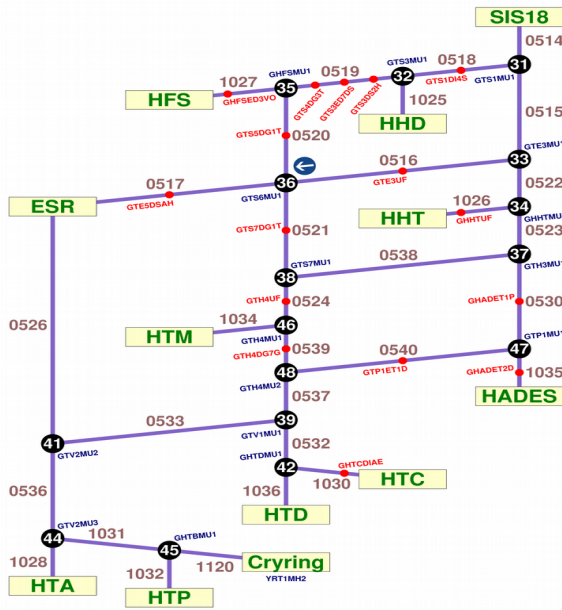 SIS18
0514
GHFSMU1
GTS3MU1
0518
31
35
0519
32
GTS1DI4S
GTS1MU1
1027
HFS
GHFSED3VO
GTS4DG3T
GTS3ED7DS
GTS3DS2H
1025
HHD
0515
GTS5DG1T
0520
GTE3MU1
0516
33
0517
36
GTE3UF
0522
ESR
GTE5DSAH
GTS6MU1
HHT
1026
34
GHHTUF
GHHTMU
GTS7DG1T
0521
0523
0538
37
GTS7MU1
GTH3MU1
38
0526
GTH4UF
0524
GHADET1P
0530
HTM
1034
46
GTH4MU1
GTP1MU1
GTH4DG7G
0539
0540
47
48
GTP1ET1D
GHADET2D
1035
GTH4MU2
0537
HADES
0533
39
41
GTV1MU1
GTV2MU2
0532
GHTDMU1
42
GHTCDIAE
1030
HTC
0536
1036
HTD
GTV2MU3
44
1031
GHTBMU1
45
1028
1120
Cryring
HTA
1032
YRT1MH2
HTP